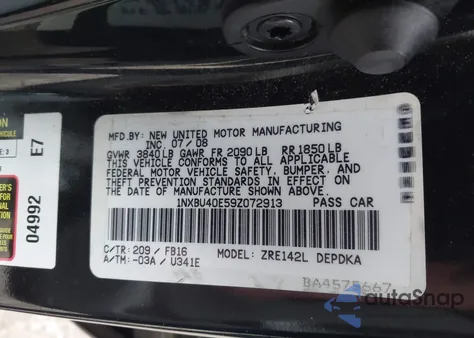 MFD.BY: NEW UNITED MOTOR MANUFACTURING
INC. 07/08
GVWR 3840LB GAWR FR 2090LB RR1850LB
THIS VEHICLE CONFORMS TO ALL APPLICABLE
FEDERAL MOTOR VEHICLE SAFETY, BUMPER, AND
THEFT PREVENTION STANDARDS IN EFFECT ON
THE DATE OF MANUFACTURE SHOWN ABOVE.
1NXBU40E59Z072913 PASS CAR
C/TR: 209 / FB16 MODEL: ZRE142L DEPDKA
A/TM: -03A / U341E
04992 E7
autoSnap